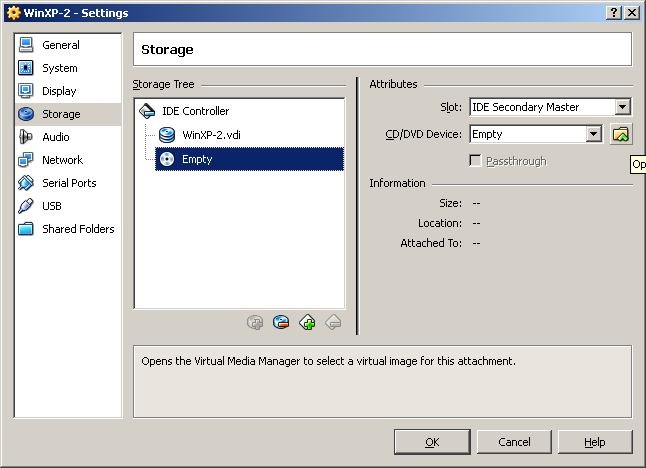 WinXP-2 - Settings
General
System
Display
Storage
Audio
Network
Serial Ports
USB
Shared Folders
Storage
Storage Tree
IDE Controller
WinXP-2.vdi
Empty
Attributes
Slot: IDE Secondary Master
CD/DVD Device: Empty
Passthrough
Op
Information
Size: --
Location: --
Attached To: --
Opens the Virtual Media Manager to select a virtual image for this attachment.
OK Cancel Help